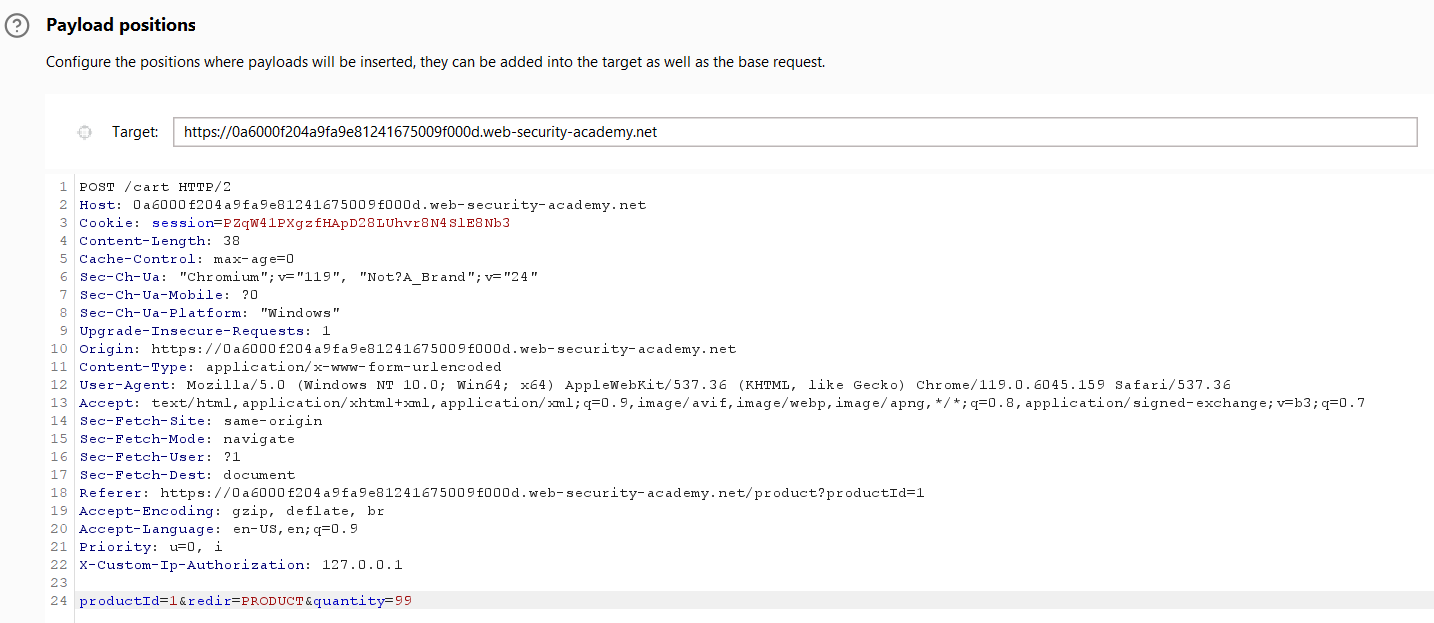 ?
Payload positions
Configure the positions where payloads will be inserted, they can be added into the target as well as the base request.
Target: https://0a6000f204a9fa9e81241675009f000d.web-security-academy.net
1 POST /cart HTTP/2
2 Host: 0a6000f204a9fa9e81241675009f000d.web-security-academy.net
3 Cookie: session=PZqW41PXgzfHApD28LUhvr8N4SlE8Nb3
4 Content-Length: 38
5 Cache-Control: max-age=0
6 Sec-Ch-Ua: "Chromium";v="119", "Not?A_Brand";v="24"
7 Sec-Ch-Ua-Mobile: ?0
8 Sec-Ch-Ua-Platform: "Windows"
9 Upgrade-Insecure-Requests: 1
10 Origin: https://0a6000f204a9fa9e81241675009f000d.web-security-academy.net
11 Content-Type: application/x-www-form-urlencoded
12 User-Agent: Mozilla/5.0 (Windows NT 10.0; Win64; x64) AppleWebKit/537.36 (KHTML, like Gecko) Chrome/119.0.6045.159 Safari/537.36
13 Accept: text/html,application/xhtml+xml,application/xml;q=0.9,image/avif,image/webp,image/apng,*/*;q=0.8,application/signed-exchange;v=b3;q=0.7
14 Sec-Fetch-Site: same-origin
15 Sec-Fetch-Mode: navigate
16 Sec-Fetch-User: ?1
17 Sec-Fetch-Dest: document
18 Referer: https://0a6000f204a9fa9e81241675009f000d.web-security-academy.net/product?productId=1
19 Accept-Encoding: gzip, deflate, br
20 Accept-Language: en-US,en;q=0.9
21 Priority: u=0, i
22 X-Custom-Ip-Authorization: 127.0.0.1
23
24 productId=1&redir=PRODUCT&quantity=99